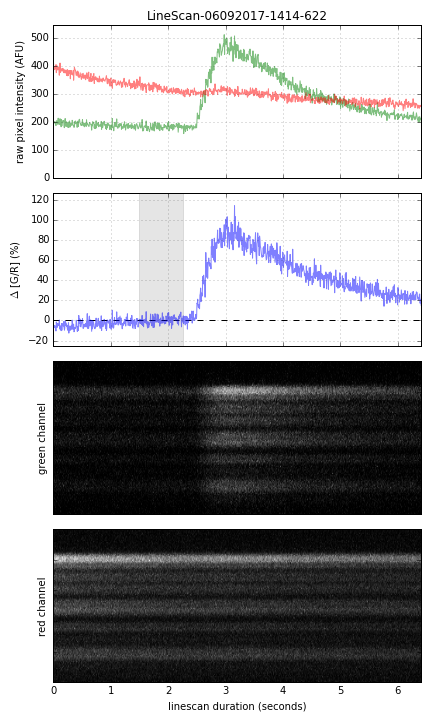 LineScan-06092017-1414-622
raw pixel intensity (AFU)
500
400
300
200
100
0
Δ [G/R] (%)
120
100
80
60
40
20
0
−20
green channel
red channel
0 1 2 3 4 5 6
linescan duration (seconds)